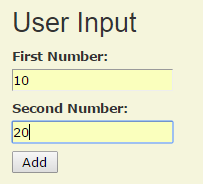 User Input
First Number:
10
Second Number:
20
Add